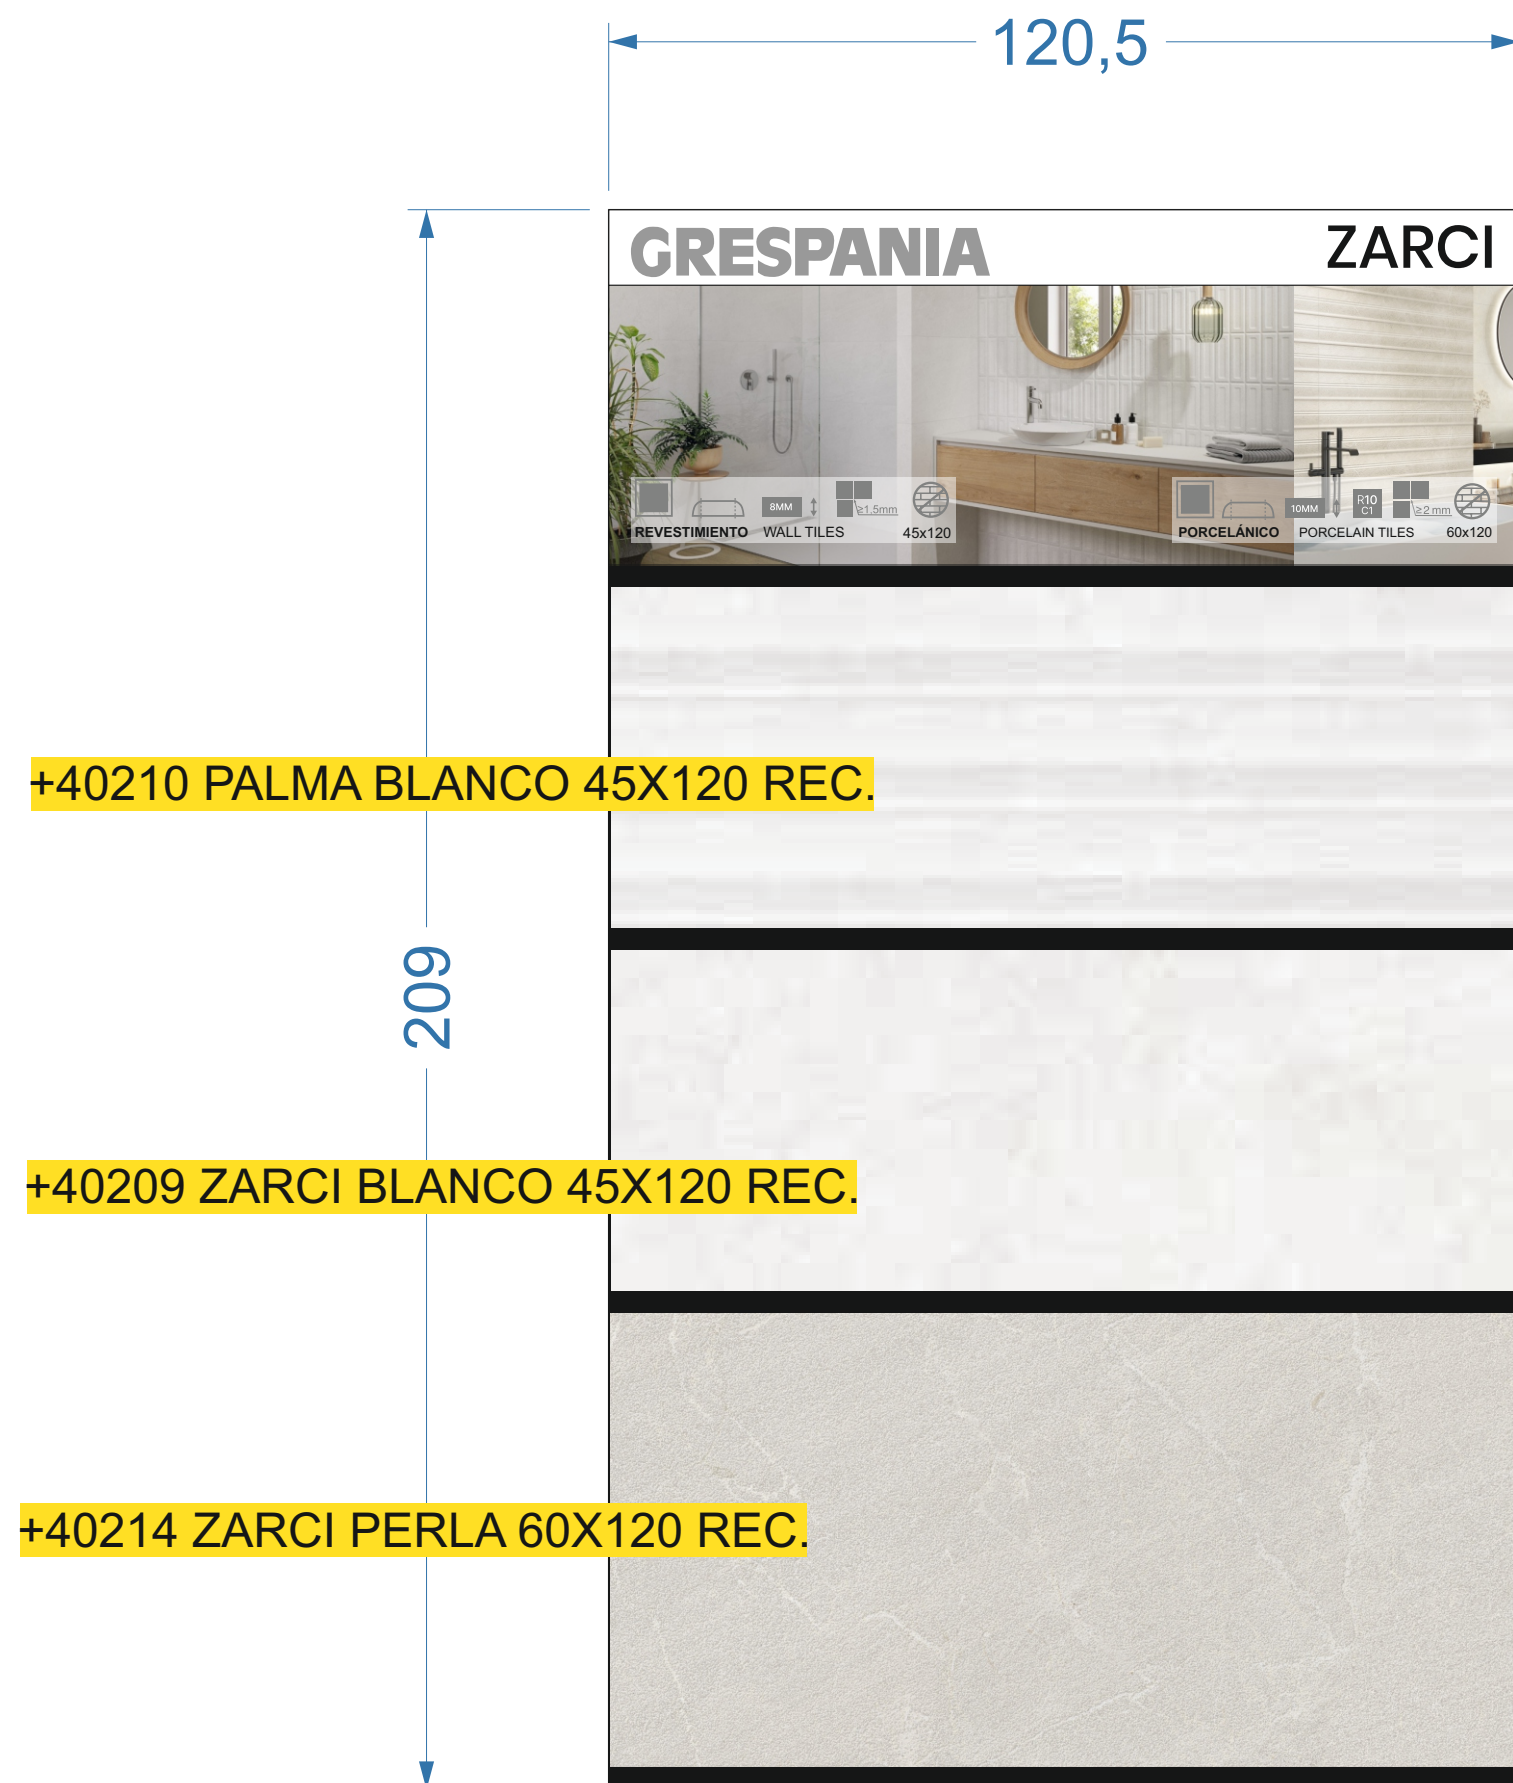 120,5
GRESPANIA
ZARCI
8MM
≥1,5mm
REVESTIMIENTO WALL TILES 45x120
10MM
R10
C1
≥2 mm
PORCELÁNICO PORCELAIN TILES 60x120
+40210 PALMA BLANCO 45X120 REC.
209
+40209 ZARCI BLANCO 45X120 REC.
+40214 ZARCI PERLA 60X120 REC.